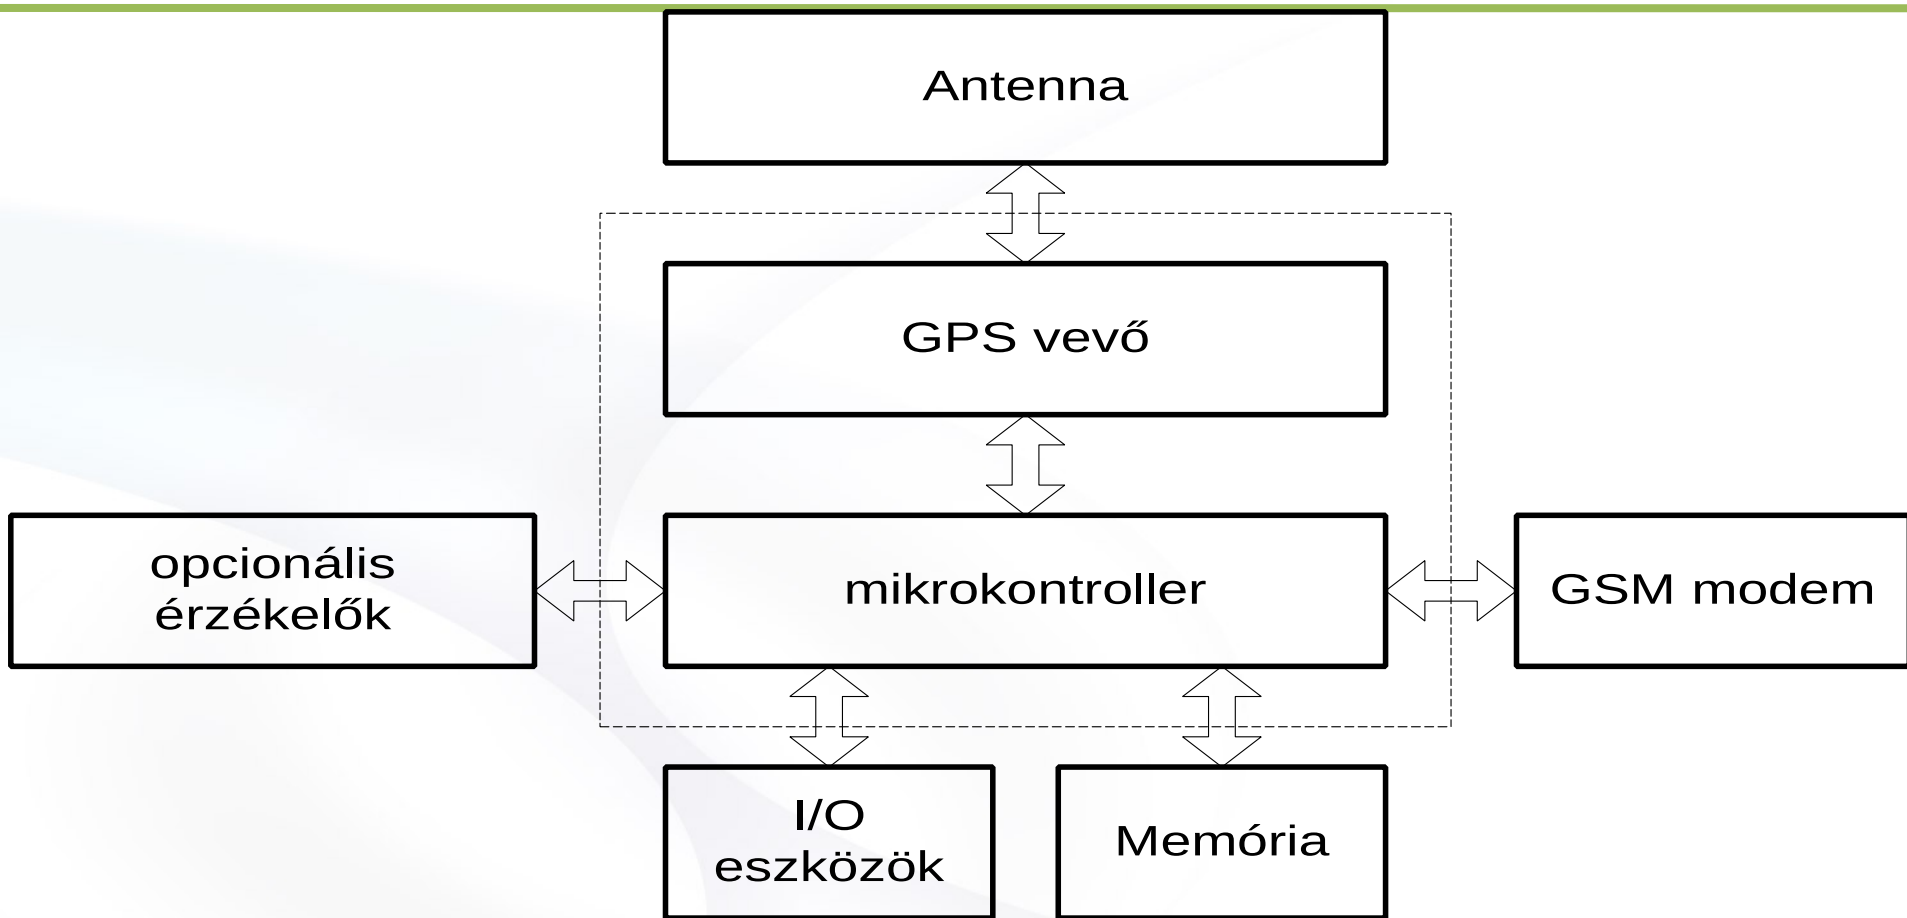 Antenna
GPS vevő
opcionális
érzékelők
mikrokontroller
GSM modem
I/O
eszközök
Memória